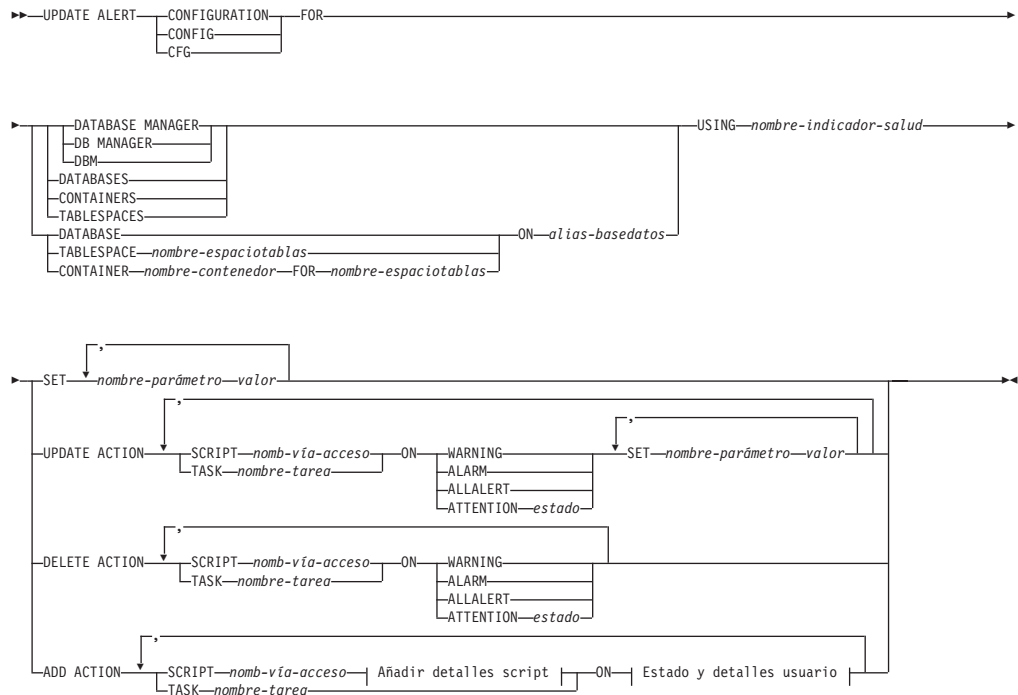 UPDATE ALERT CONFIGURATION FOR
CONFIG
CFG
DATABASE MANAGER USING nombre-indicador-salud
DB MANAGER
DBM
DATABASES
CONTAINERS
TABLESPACES
DATABASE ON alias-basedatos
TABLESPACE nombre-espaciotablas
CONTAINER nombre-contenedor FOR nombre-espaciotablas
,
SET nombre-parámetro valor
,
,
UPDATE ACTION SCRIPT nomb-vía-acceso ON WARNING SET nombre-parámetro valor
TASK nombre-tarea ALARM
ALLALERT
ATTENTION estado
,
DELETE ACTION SCRIPT nomb-vía-acceso ON WARNING
TASK nombre-tarea ALARM
ALLALERT
ATTENTION estado
,
ADD ACTION SCRIPT nomb-vía-acceso Añadir detalles script ON Estado y detalles usuario
TASK nombre-tarea